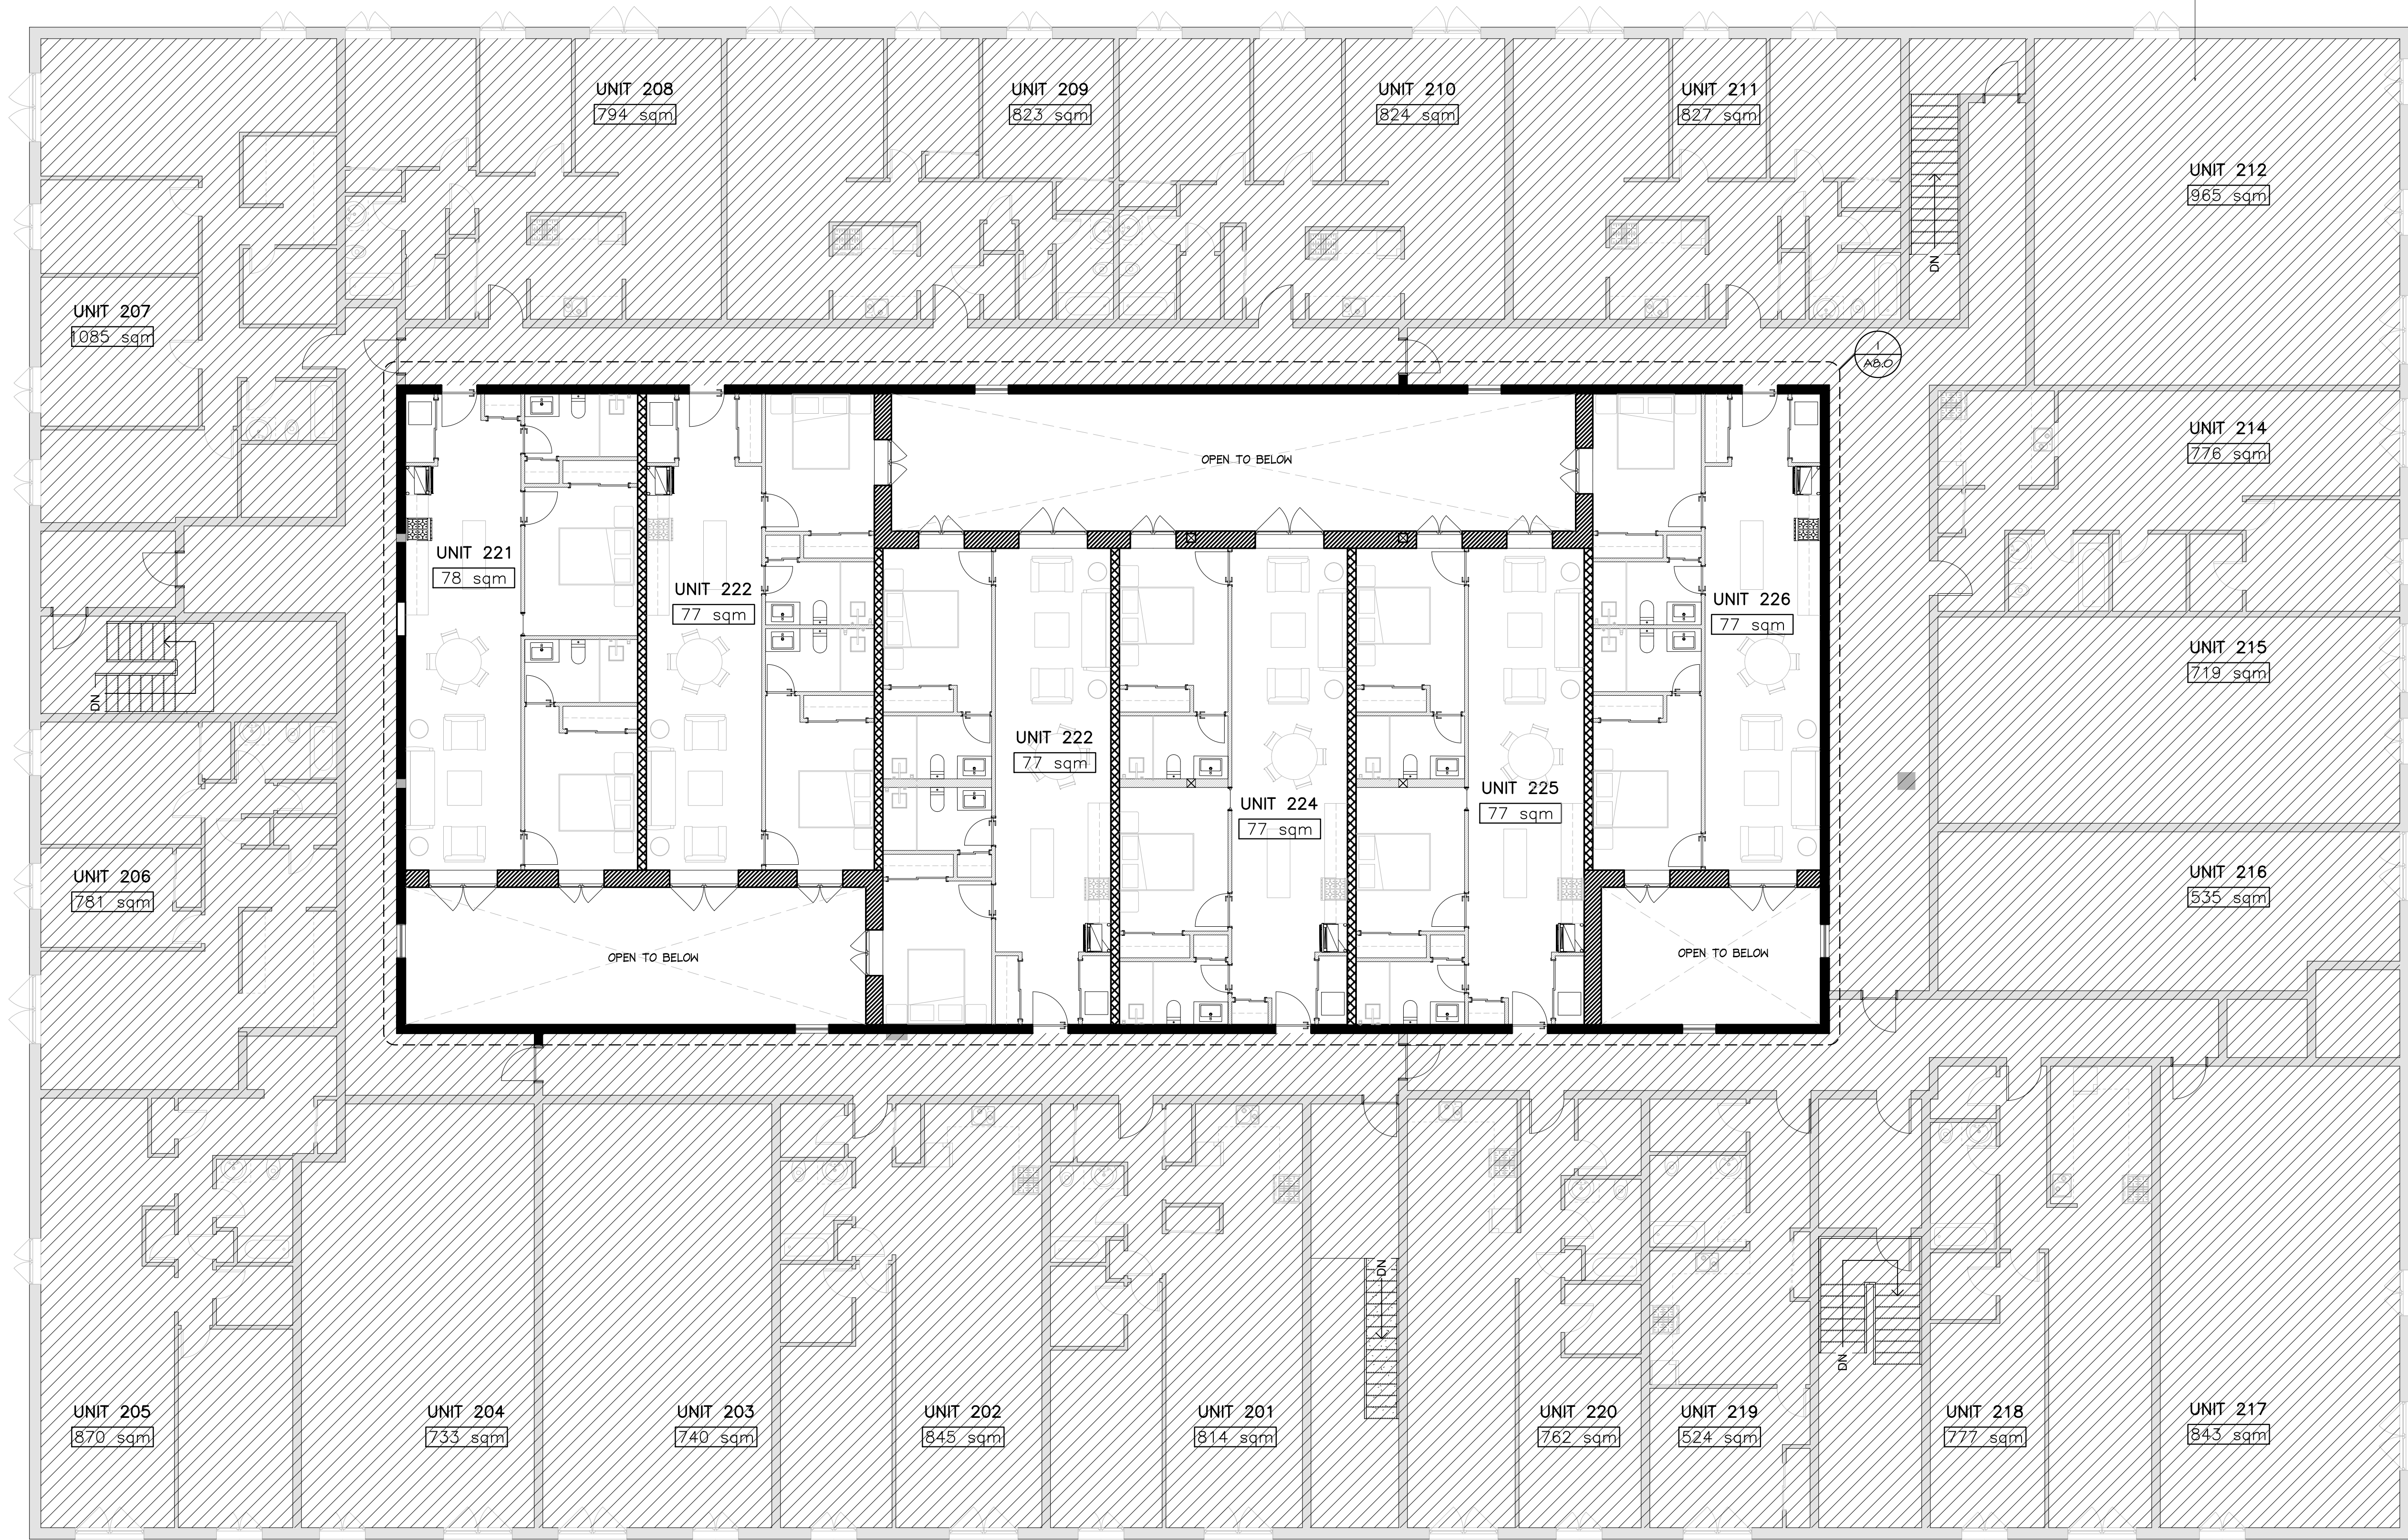 UNIT 208
794 sqm
UNIT 209
823 sqm
UNIT 210
824 sqm
UNIT 211
827 sqm
UNIT 212
965 sqm
DN
UNIT 207
1085 sqm
1
A8.0
UNIT 214
776 sqm
OPEN TO BELOW
UNIT 221
78 sqm
UNIT 222
77 sqm
UNIT 226
77 sqm
UNIT 215
719 sqm
DN
UNIT 222
77 sqm
UNIT 224
77 sqm
UNIT 225
77 sqm
UNIT 206
781 sqm
UNIT 216
535 sqm
OPEN TO BELOW
OPEN TO BELOW
DN
DN
UNIT 205
870 sqm
UNIT 204
733 sqm
UNIT 203
740 sqm
UNIT 202
845 sqm
UNIT 201
814 sqm
UNIT 220
762 sqm
UNIT 219
524 sqm
UNIT 218
777 sqm
UNIT 217
843 sqm